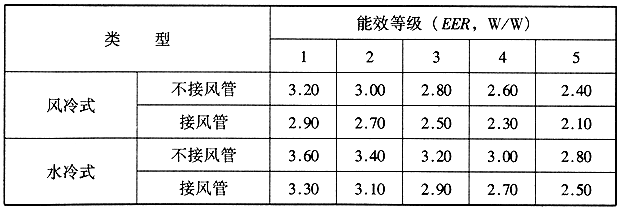 类 型 能效等级（EER，W/W）
1 2 3 4 5
风冷式 不接风管 3.20 3.00 2.80 2.60 2.40
接风管 2.90 2.70 2.50 2.30 2.10
水冷式 不接风管 3.60 3.40 3.20 3.00 2.80
接风管 3.30 3.10 2.90 2.70 2.50